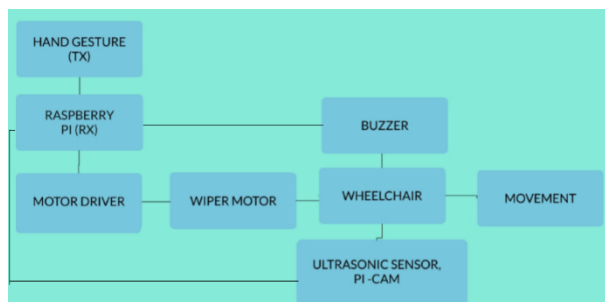 HAND GESTURE
(TX)
RASPBERRY
PI (RX)
BUZZER
MOTOR DRIVER
WIPER MOTOR
WHEELCHAIR
MOVEMENT
ULTRASONIC SENSOR,
PI -CAM